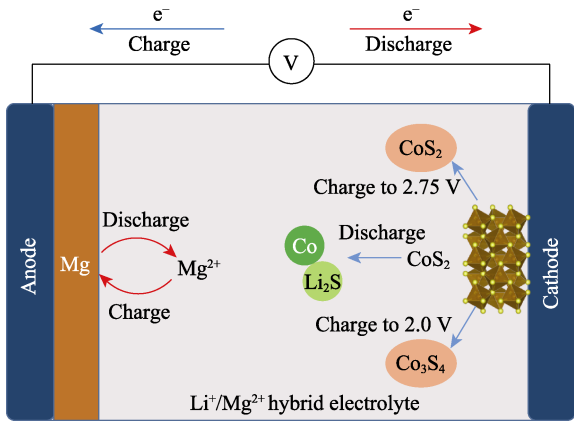 e⁻
e⁻
Charge
Discharge
V
CoS₂
Charge to 2.75 V
Discharge
Co
Discharge
CoS₂
Anode
Mg
Mg²⁺
Li₂S
Cathode
Charge
Charge to 2.0 V
Co₃S₄
Li⁺/Mg²⁺ hybrid electrolyte